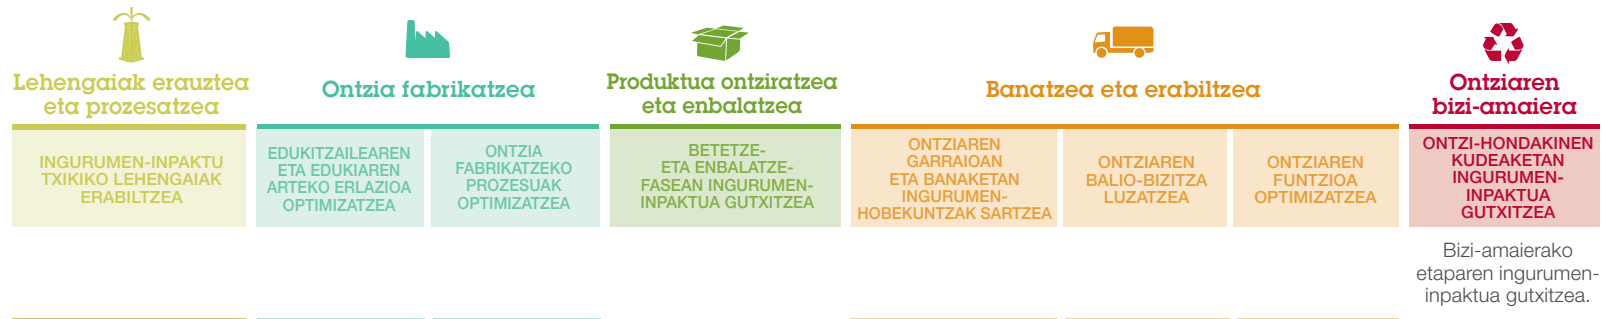 Lehengaiak erauztea
eta prozesatzea
Ontzia fabrikatzea
Produktua ontziratzea
eta enbalatzea
Banatzea eta erabiltzea
Ontziaren
bizi-amaiera
INGURUMEN-INPAKTU
TXIKIKO LEHENGAIAK
ERABILTZEA
EDUKITZAILEAREN
ETA EDUKIAREN
ARTEKO ERLAZIOA
OPTIMIZATZEA
ONTZIA
FABRIKATZEKO
PROZESUAK
OPTIMIZATZEA
BETETZE-
ETA ENBALATZE-
FASEAN INGURUMEN-
INPAKTUA GUTXITZEA
ONTZIAREN
GARRAIOAN
ETA BANAKETAN
INGURUMEN-
HOBEKUNTZAK SARTZEA
ONTZIAREN
BALIO-BIZITZA
LUZATZEA
ONTZIAREN
FUNTZIOA
OPTIMIZATZEA
ONTZI-HONDAKINEN
KUDEAKETAN
INGURUMEN-
INPAKTUA
GUTXITZEA
Bizi-amaierako
etaparen ingurumen-
inpaktua gutxitzea.